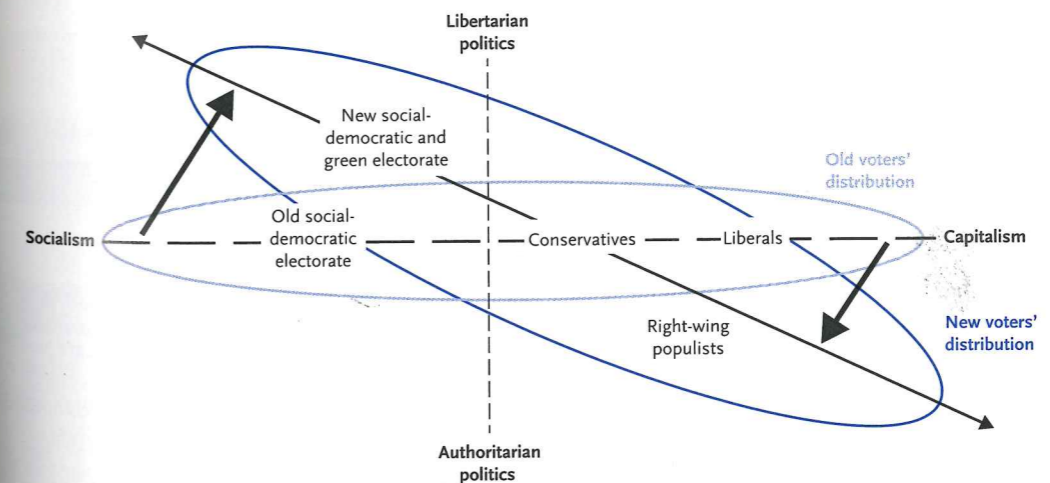 Libertarian
politics
New social-
democratic and
green electorate
Old voters'
distribution
Socialism
Old social-
democratic
electorate
Conservatives
Liberals
Capitalism
Right-wing
populists
New voters'
distribution
Authoritarian
politics